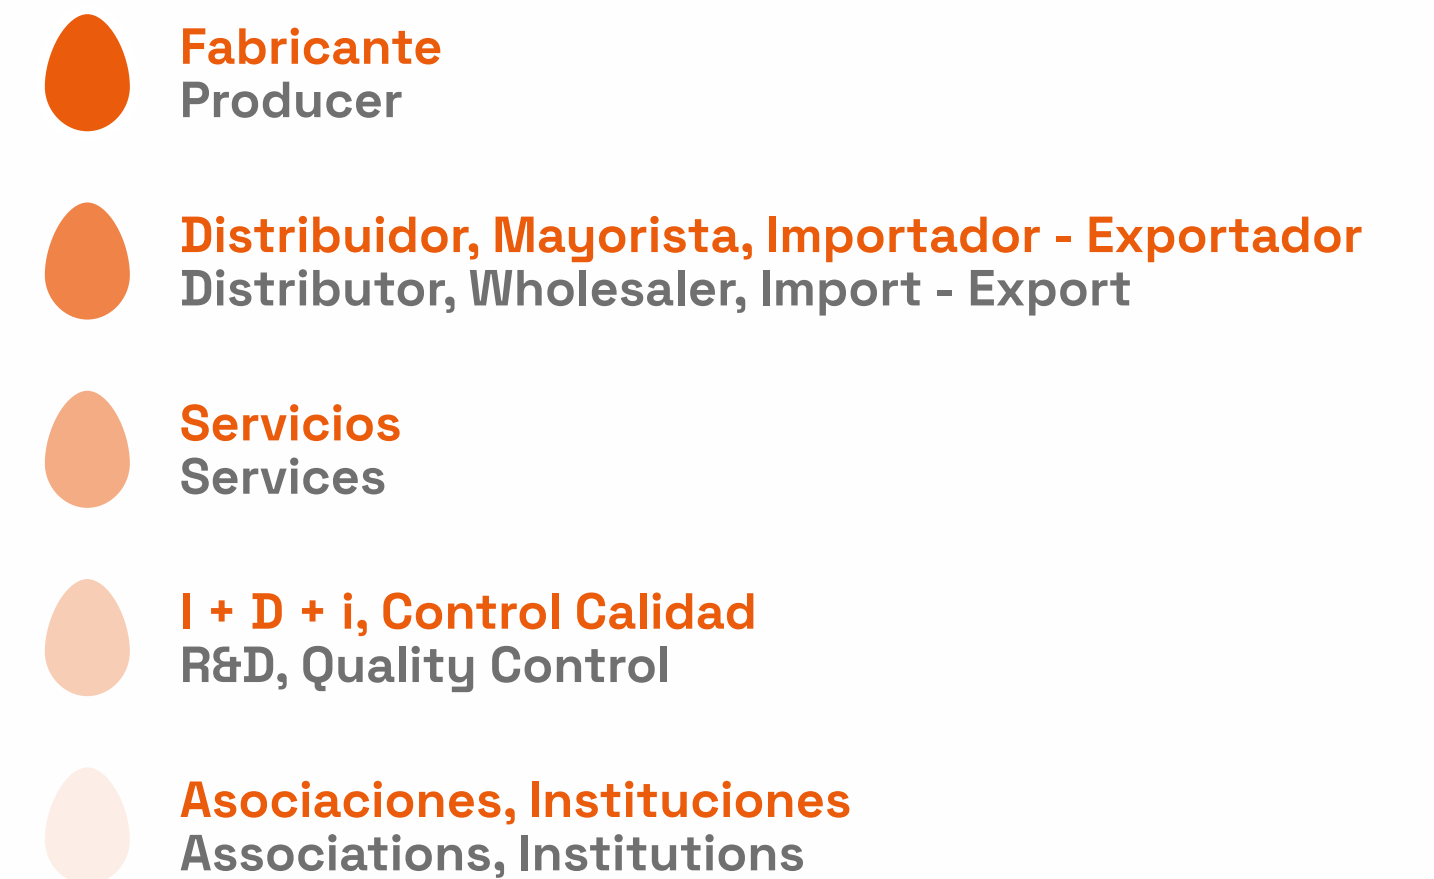 Fabricante
Producer
Distribuidor, Mayorista, Importador - Exportador
Distributor, Wholesaler, Import - Export
Servicios
Services
I + D + i, Control Calidad
R&D, Quality Control
Asociaciones, Instituciones
Associations, Institutions